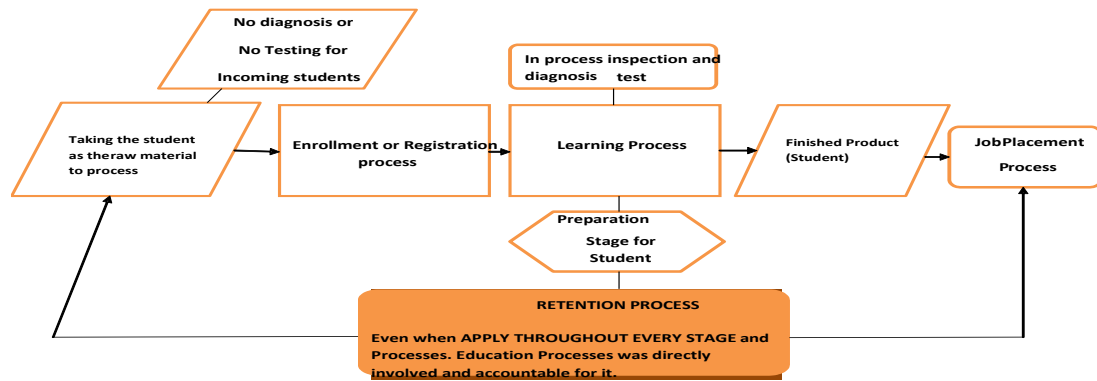 No diagnosis or
No Testing for
Incoming students
In process inspection and
diagnosis test
Taking the student
as theraw material
to process
Enrollment or Registration
process
Learning Process
Finished Product
(Student)
JobPlacement
Process
Preparation
Stage for
Student
RETENTION PROCESS
Even when APPLY THROUGHOUT EVERY STAGE and
Processes. Education Processes was directly
involved and accountable for it.